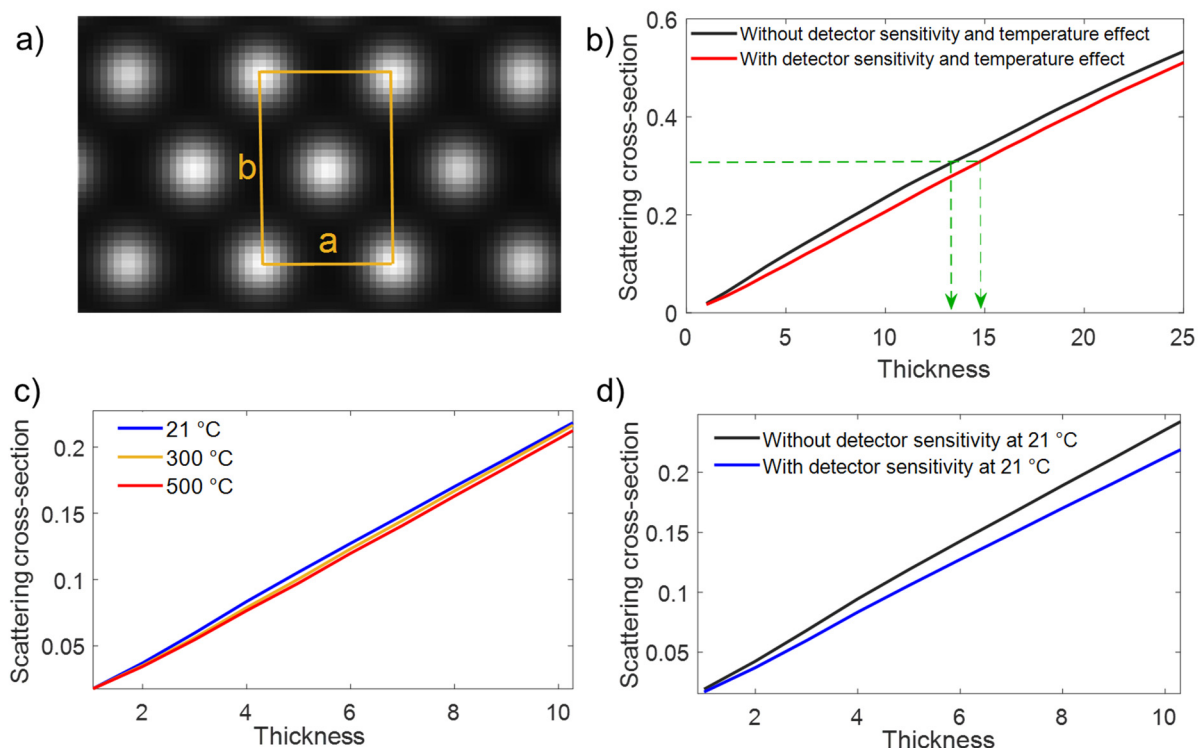 a)
b
a
b)
Without detector sensitivity and temperature effect
With detector sensitivity and temperature effect
Scattering cross-section
0.6
0.4
0.2
0
0 5 10 15 20 25
Thickness
c)
21 °C
300 °C
500 °C
Scattering cross-section
0.2
0.15
0.1
0.05
2 4 6 8 10
Thickness
d)
Without detector sensitivity at 21 °C
With detector sensitivity at 21 °C
Scattering cross-section
0.2
0.15
0.1
0.05
2 4 6 8 10
Thickness